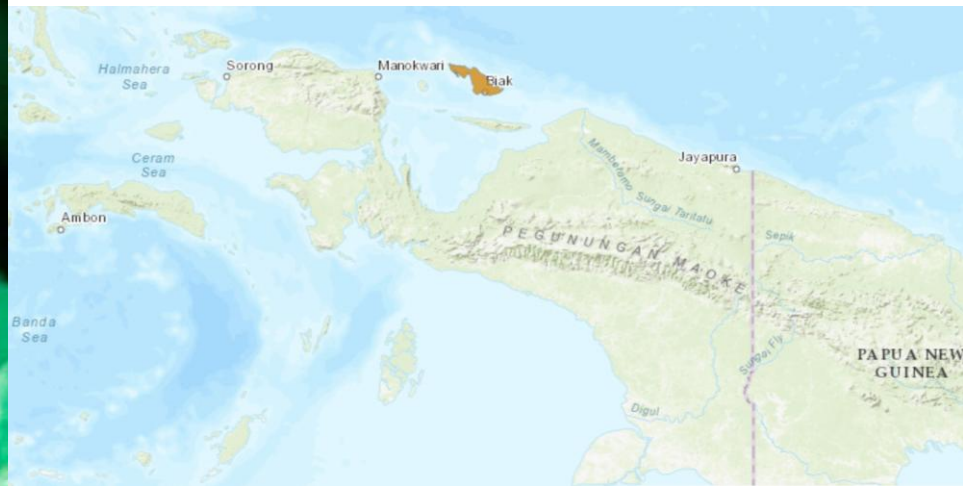 Halmahera
Sea
Sorong
Manokwari
Biak
Ceram
Sea
Jayapura
Mamberamo
Sungai Taritatu
Ambon
PEGUNUNGAN MAOKE
Sepik
Banda
Sea
Sungai Fly
PAPUA NEW
GUINEA
Digul